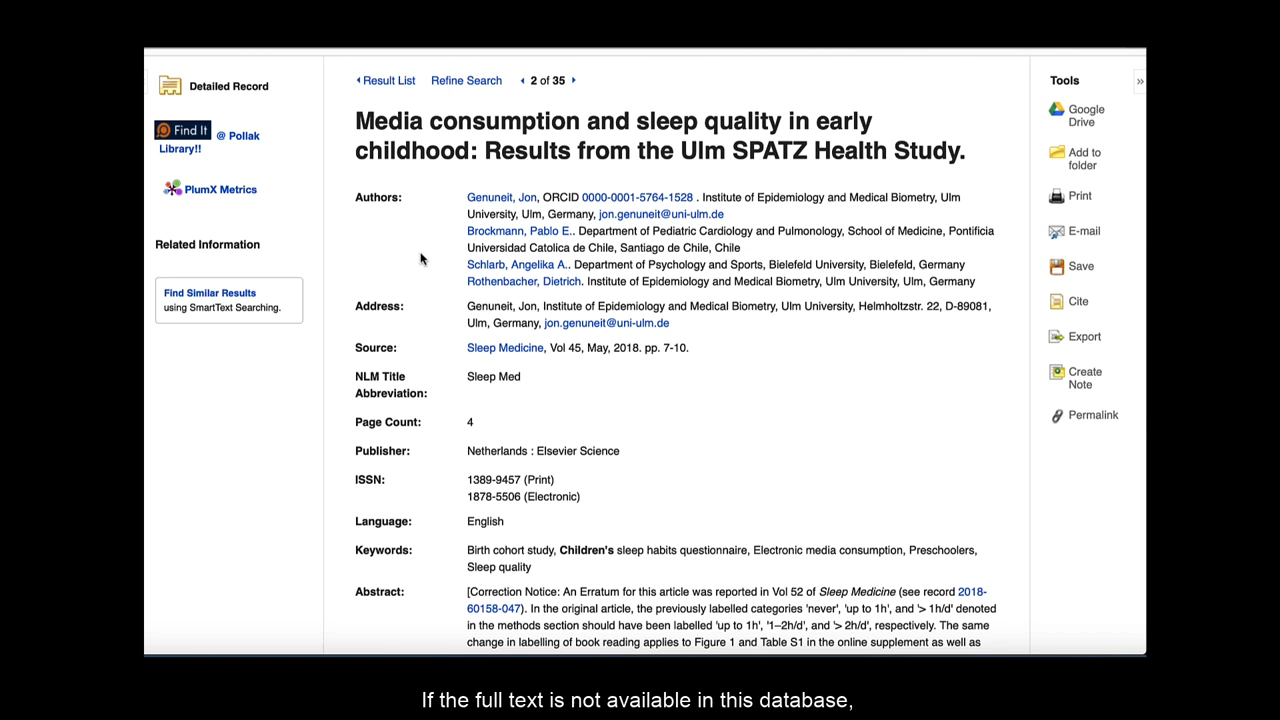 Detailed Record
Find It @ Pollak
Library!!
PlumX Metrics
Related Information
Find Similar Results
using SmartText Searching.
Result List Refine Search 2 of 35
Media consumption and sleep quality in early
childhood: Results from the Ulm SPATZ Health Study.
Authors: Genuneit, Jon, ORCID 0000-0001-5764-1528 . Institute of Epidemiology and Medical Biometry, Ulm
University, Ulm, Germany, jon.genuneit@uni-ulm.de
Brockmann, Pablo E.. Department of Pediatric Cardiology and Pulmonology, School of Medicine, Pontificia
Universidad Catolica de Chile, Santiago de Chile, Chile
Schlarb, Angelika A.. Department of Psychology and Sports, Bielefeld University, Bielefeld, Germany
Rothenbacher, Dietrich. Institute of Epidemiology and Medical Biometry, Ulm University, Ulm, Germany
Address: Genuneit, Jon, Institute of Epidemiology and Medical Biometry, Ulm University, Helmholtzstr. 22, D-89081,
Ulm, Germany, jon.genuneit@uni-ulm.de
Source: Sleep Medicine, Vol 45, May, 2018. pp. 7-10.
NLM Title Sleep Med
Abbreviation:
Page Count: 4
Publisher: Netherlands : Elsevier Science
ISSN: 1389-9457 (Print)
1878-5506 (Electronic)
Language: English
Keywords: Birth cohort study, Children's sleep habits questionnaire, Electronic media consumption, Preschoolers,
Sleep quality
Abstract: [Correction Notice: An Erratum for this article was reported in Vol 52 of Sleep Medicine (see record 2018-
60158-047). In the original article, the previously labelled categories 'never', 'up to 1h', and '> 1h/d' denoted
in the methods section should have been labelled 'up to 1h', '1–2h/d', and '> 2h/d', respectively. The same
change in labelling of book reading applies to Figure 1 and Table S1 in the online supplement as well as
Tools »
Google
Drive
Add to
folder
Print
E-mail
Save
Cite
Export
Create
Note
Permalink
If the full text is not available in this database,